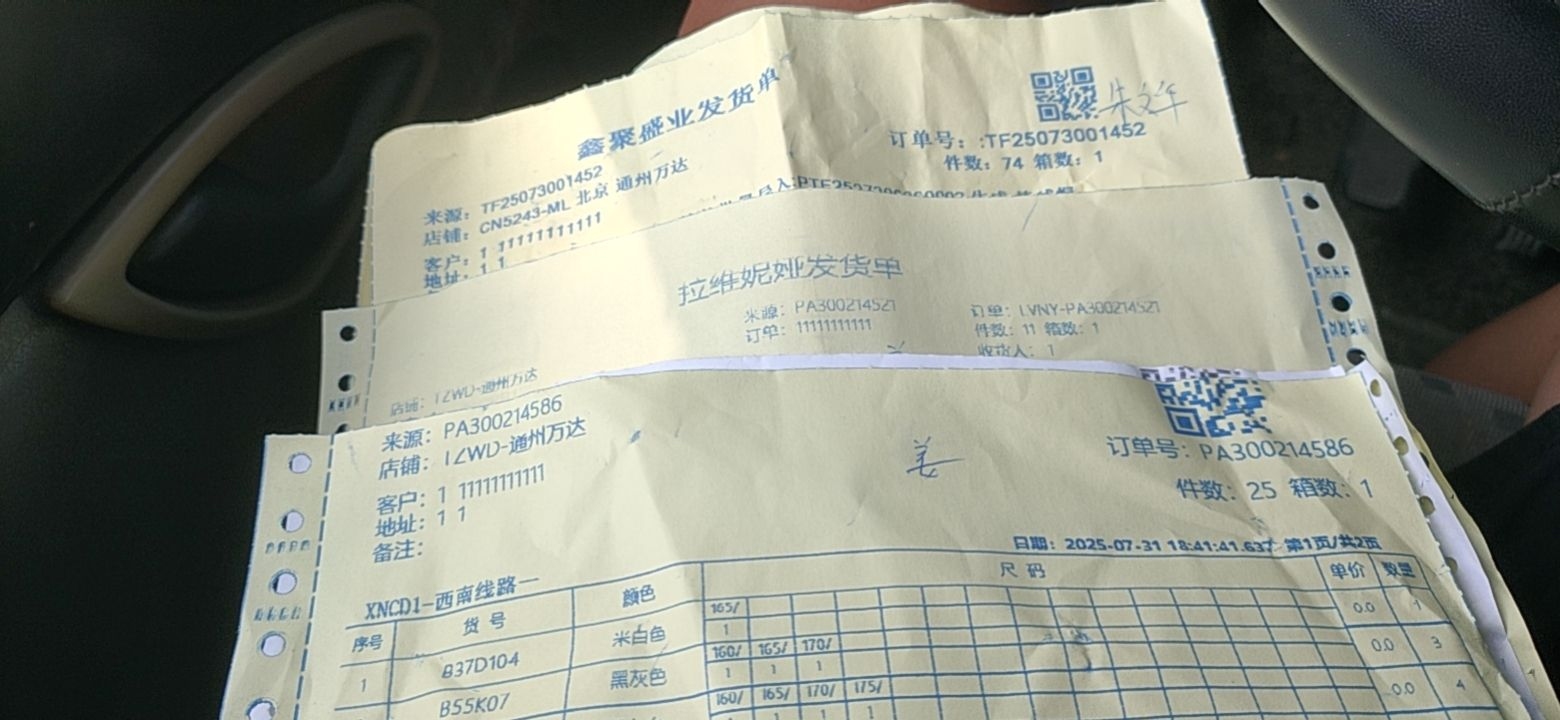 鑫聚盛业发货单
朱文华
订单号：:TF25073001452
件数：74 箱数：1
来源：TF25073001452
店铺：CN5243-ML 北京 通州万达
客户：1 11111111111
地址：1 1
拉维妮娅发货单
来源：PA300214521
订单：LVNY-PA300214521
订单：11111111111
件数：11 箱数：1
收货人：1
店铺：TZWD-通州万达
来源：PA300214586
店铺：TZWD-通州万达
客户：1 11111111111
地址：1 1
备注：
姜
订单号：PA300214586
件数：25 箱数：1
日期：2025-07-31 18:41:41.637 第1页/共2页
XNCD1-西南线路一
序号 货号 颜色 尺码 单价 数量
165/
1 B37D104 米白色 1 0.0 1
160/ 165/ 170/
B55K07 黑灰色 1 1 1 0.0 3
160/ 165/ 170/ 175/
1 1 1 0.0 4